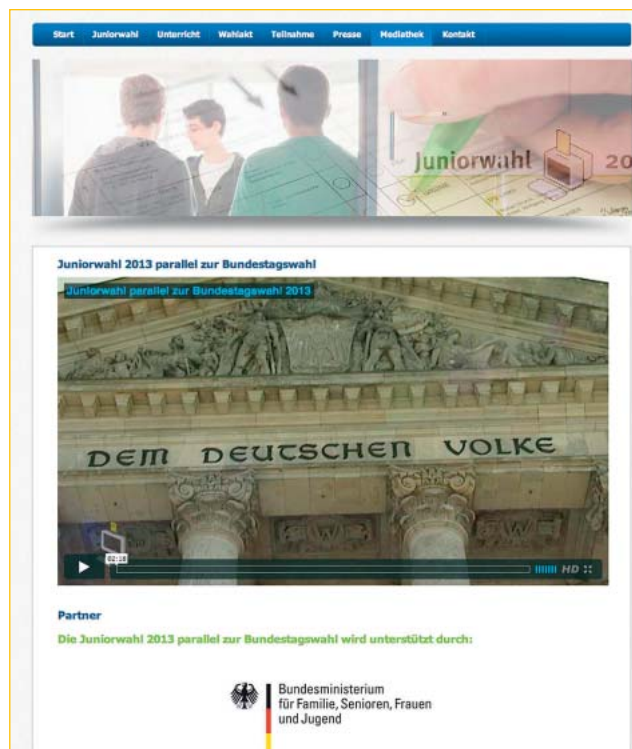 Start Juniorwahl Unterricht Wahlakt Teilnahme Presse Mediathek Kontakt
Juniorwahl 20
Juniorwahl 2013 parallel zur Bundestagswahl
Juniorwahl parallel zur Bundestagswahl 2013
DEM DEUTSCHEN VOLKE
02:18
HD
Partner
Die Juniorwahl 2013 parallel zur Bundestagswahl wird unterstützt durch:
Bundesministerium
für Familie, Senioren, Frauen
und Jugend